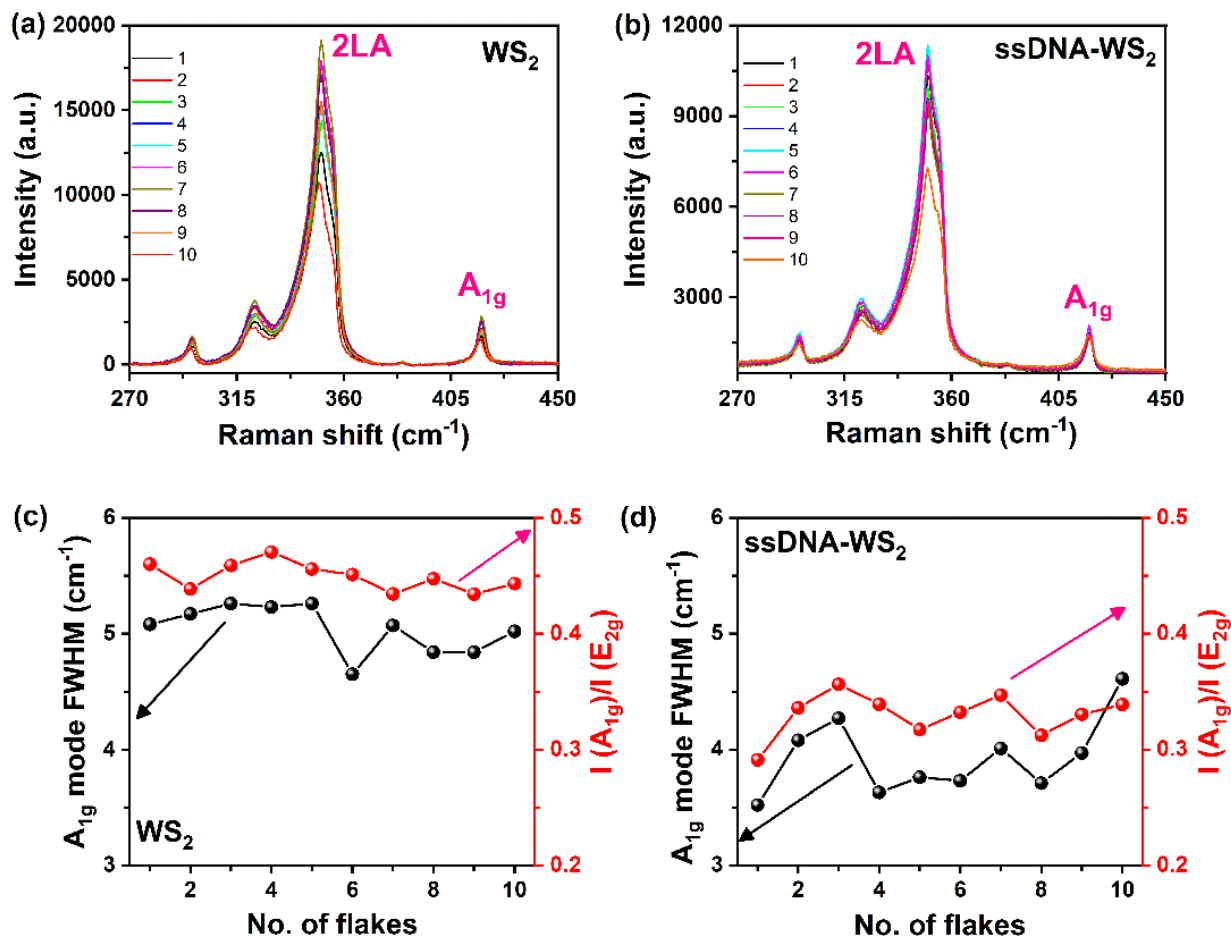 (a)
20000
15000
10000
5000
0
Intensity (a.u.)
2LA
WS2
1
2
3
4
5
6
7
8
9
10
A1g
270 315 360 405 450
Raman shift (cm-1)
(b)
12000
9000
6000
3000
Intensity (a.u.)
2LA
ssDNA-WS2
1
2
3
4
5
6
7
8
9
10
A1g
270 315 360 405 450
Raman shift (cm-1)
(c)
6
5
4
3
A1g mode FWHM (cm-1)
WS2
0.5
0.4
0.3
0.2
I (A1g)/I (E2g)
2 4 6 8 10
No. of flakes
(d)
6
5
4
3
A1g mode FWHM (cm-1)
ssDNA-WS2
0.5
0.4
0.3
0.2
I (A1g)/I (E2g)
2 4 6 8 10
No. of flakes